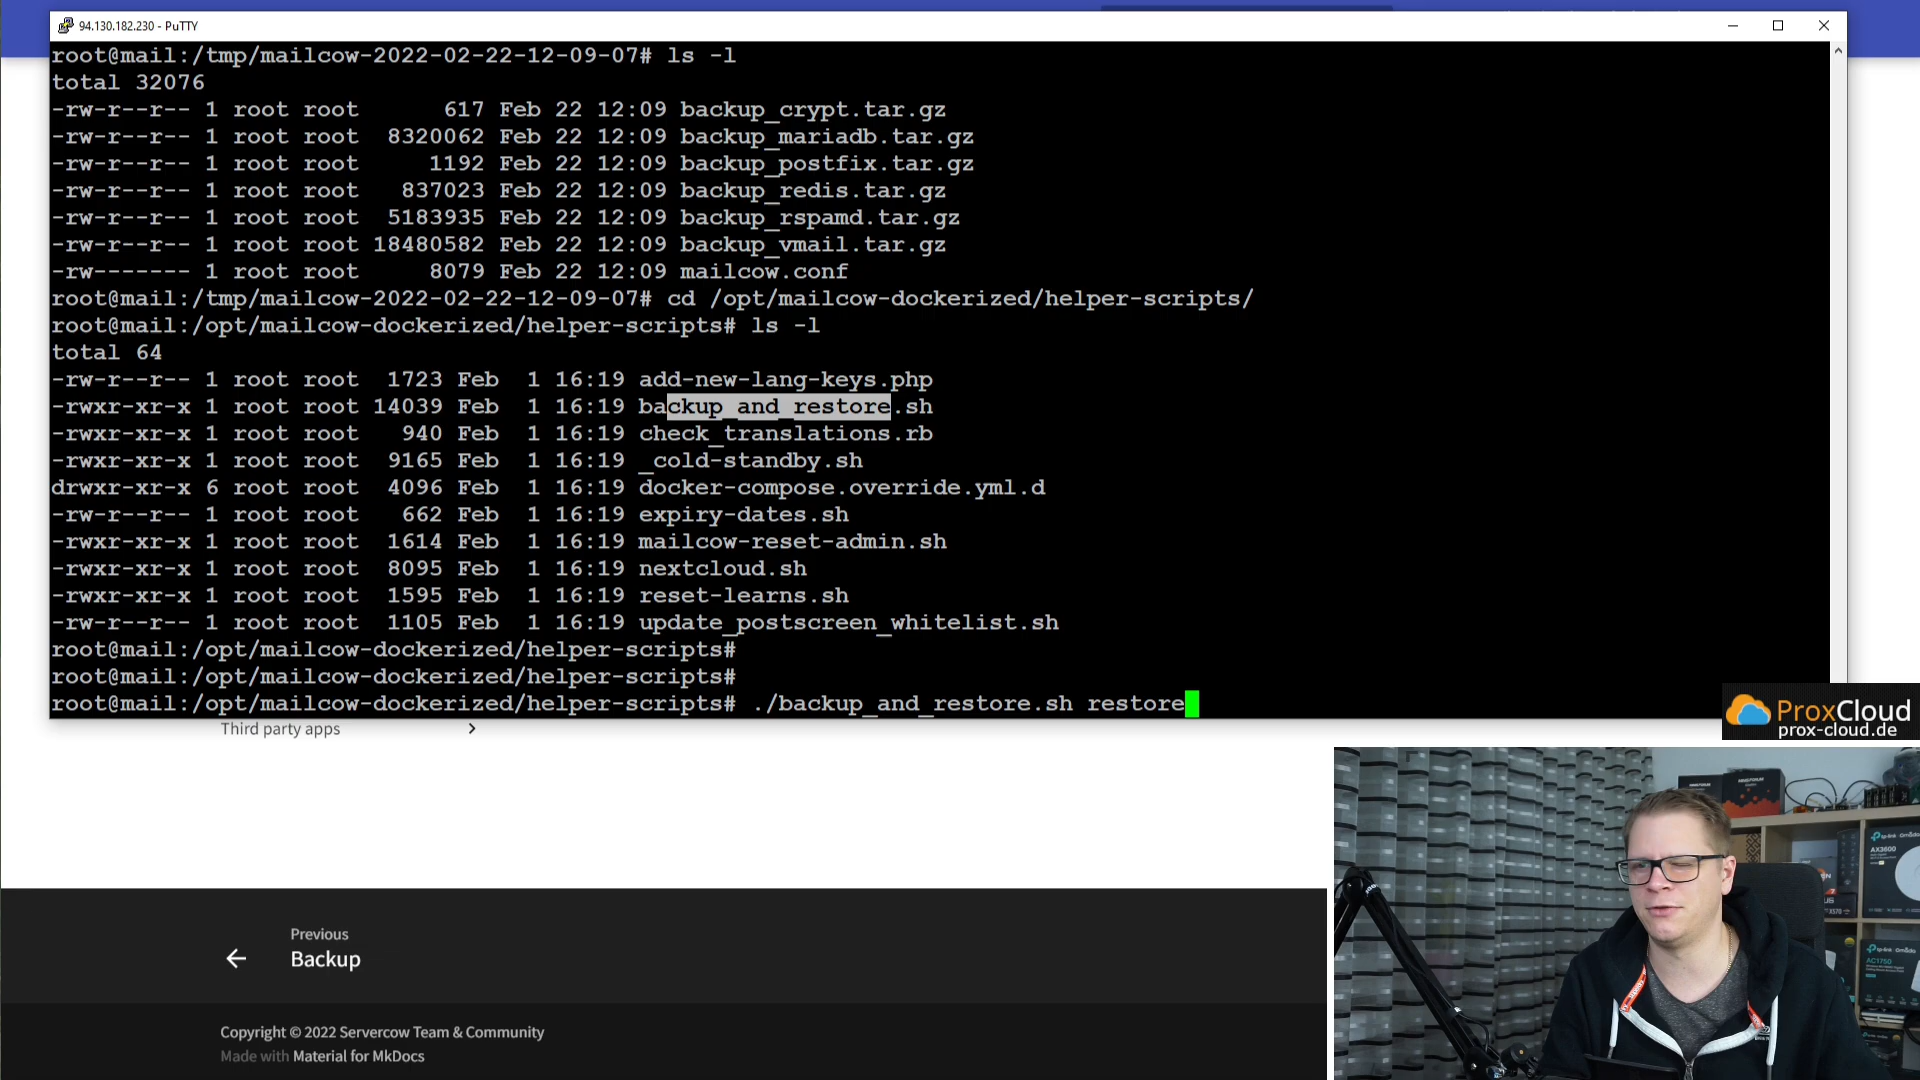 94.130.182.230 - PuTTY
root@mail:/tmp/mailcow-2022-02-22-12-09-07# ls -l
total 32076
-rw-r--r-- 1 root root      617 Feb 22 12:09 backup_crypt.tar.gz
-rw-r--r-- 1 root root  8320062 Feb 22 12:09 backup_mariadb.tar.gz
-rw-r--r-- 1 root root     1192 Feb 22 12:09 backup_postfix.tar.gz
-rw-r--r-- 1 root root   837023 Feb 22 12:09 backup_redis.tar.gz
-rw-r--r-- 1 root root  5183935 Feb 22 12:09 backup_rspamd.tar.gz
-rw-r--r-- 1 root root 18480582 Feb 22 12:09 backup_vmail.tar.gz
-rw------- 1 root root     8079 Feb 22 12:09 mailcow.conf
root@mail:/tmp/mailcow-2022-02-22-12-09-07# cd /opt/mailcow-dockerized/helper-scripts/
root@mail:/opt/mailcow-dockerized/helper-scripts# ls -l
total 64
-rw-r--r-- 1 root root  1723 Feb  1 16:19 add-new-lang-keys.php
-rwxr-xr-x 1 root root 14039 Feb  1 16:19 backup_and_restore.sh
-rwxr-xr-x 1 root root   940 Feb  1 16:19 check_translations.rb
-rwxr-xr-x 1 root root  9165 Feb  1 16:19 _cold-standby.sh
drwxr-xr-x 6 root root  4096 Feb  1 16:19 docker-compose.override.yml.d
-rw-r--r-- 1 root root   662 Feb  1 16:19 expiry-dates.sh
-rwxr-xr-x 1 root root  1614 Feb  1 16:19 mailcow-reset-admin.sh
-rwxr-xr-x 1 root root  8095 Feb  1 16:19 nextcloud.sh
-rwxr-xr-x 1 root root  1595 Feb  1 16:19 reset-learns.sh
-rw-r--r-- 1 root root  1105 Feb  1 16:19 update_postscreen_whitelist.sh
root@mail:/opt/mailcow-dockerized/helper-scripts#
root@mail:/opt/mailcow-dockerized/helper-scripts#
root@mail:/opt/mailcow-dockerized/helper-scripts# ./backup_and_restore.sh restore
ProxCloud
prox-cloud.de
Third party apps
Previous
Backup
Copyright © 2022 Servercow Team & Community
Made with Material for MkDocs
tp-link
AX3600
tp-link
AC1750